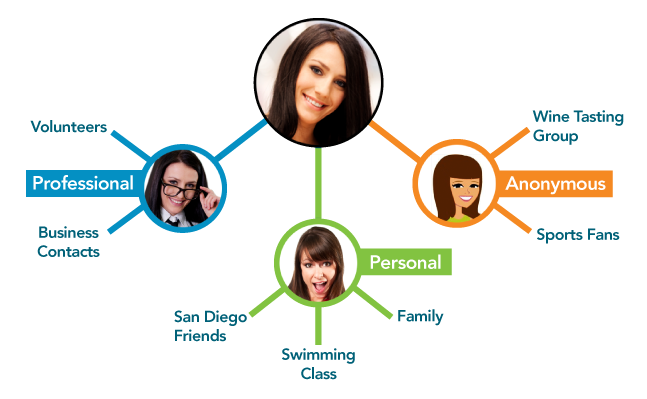 Volunteers
Professional
Business
Contacts
Wine Tasting
Group
Anonymous
Sports Fans
Personal
San Diego
Friends
Swimming
Class
Family